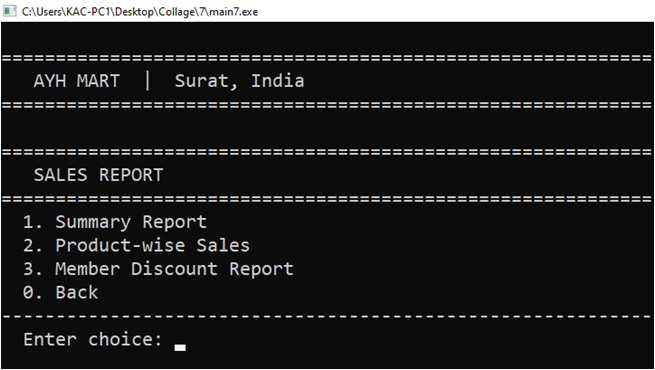 C:\Users\KAC-PC1\Desktop\Collage\7\main7.exe
============================================================
AYH MART | Surat, India
============================================================
============================================================
SALES REPORT
============================================================
1. Summary Report
2. Product-wise Sales
3. Member Discount Report
0. Back
------------------------------------------------------------
Enter choice: _